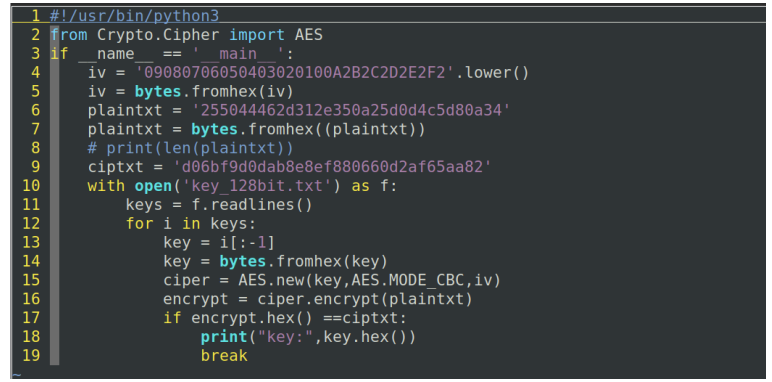 1 #!/usr/bin/python3
2 from Crypto.Cipher import AES
3 if __name__ == '__main__':
4     iv = '09080706050403020100A2B2C2D2E2F2'.lower()
5     iv = bytes.fromhex(iv)
6     plaintxt = '255044462d312e350a25d0d4c5d80a34'
7     plaintxt = bytes.fromhex((plaintxt))
8     # print(len(plaintxt))
9     ciptxt = 'd06bf9d0dab8e8ef880660d2af65aa82'
10     with open('key_128bit.txt') as f:
11         keys = f.readlines()
12         for i in keys:
13             key = i[:-1]
14             key = bytes.fromhex(key)
15             ciper = AES.new(key,AES.MODE_CBC,iv)
16             encrypt = ciper.encrypt(plaintxt)
17             if encrypt.hex() ==ciptxt:
18                 print("key:",key.hex())
19                 break
~